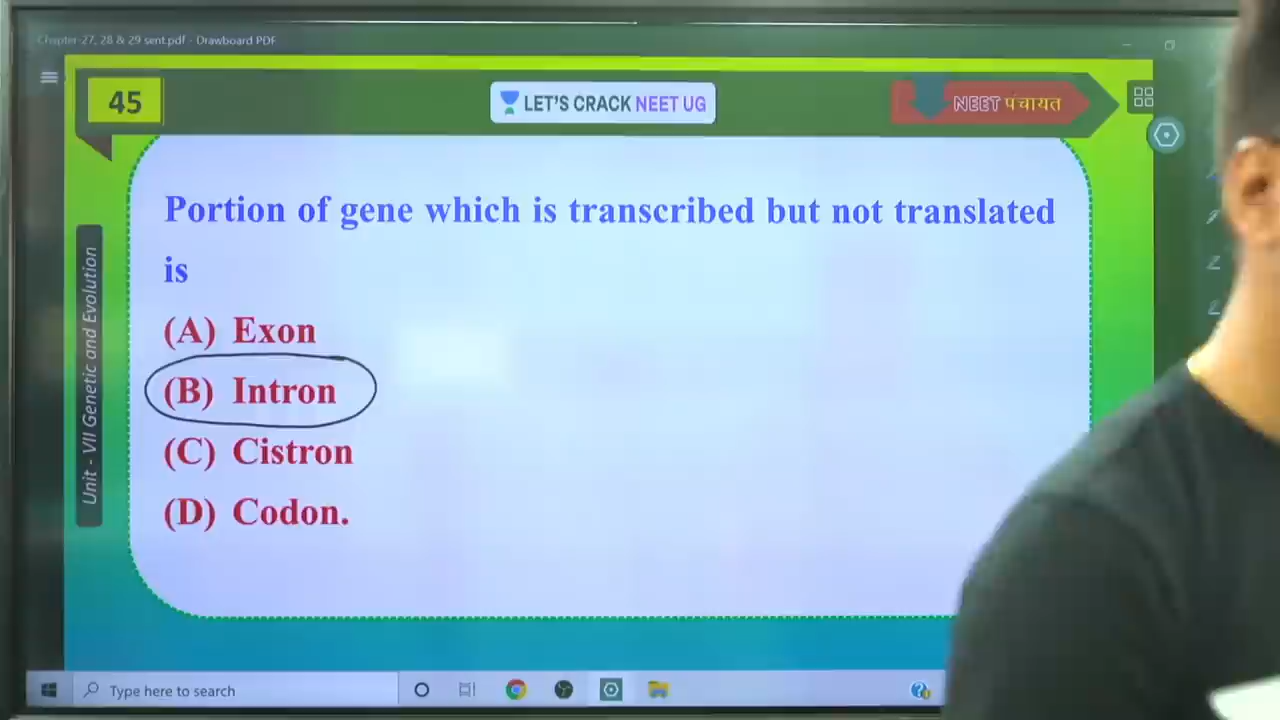 Chapter-27, 28 & 29 sent.pdf - Drawboard PDF
45
LET'S CRACK NEET UG
NEET पंचायत
Unit - VII Genetic and Evolution
Portion of gene which is transcribed but not translated
is
(A) Exon
(B) Intron
(C) Cistron
(D) Codon.
Type here to search